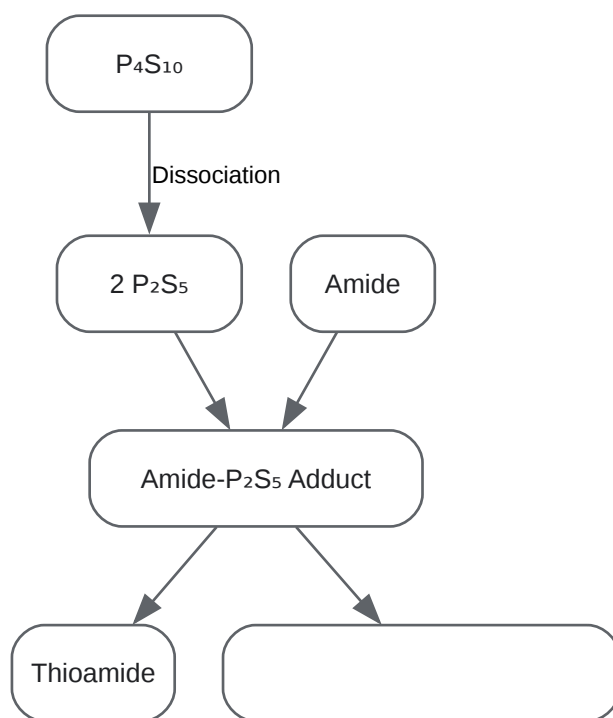 P₄S₁₀
Dissociation
2 P₂S₅
Amide
Amide-P₂S₅ Adduct
Thioamide